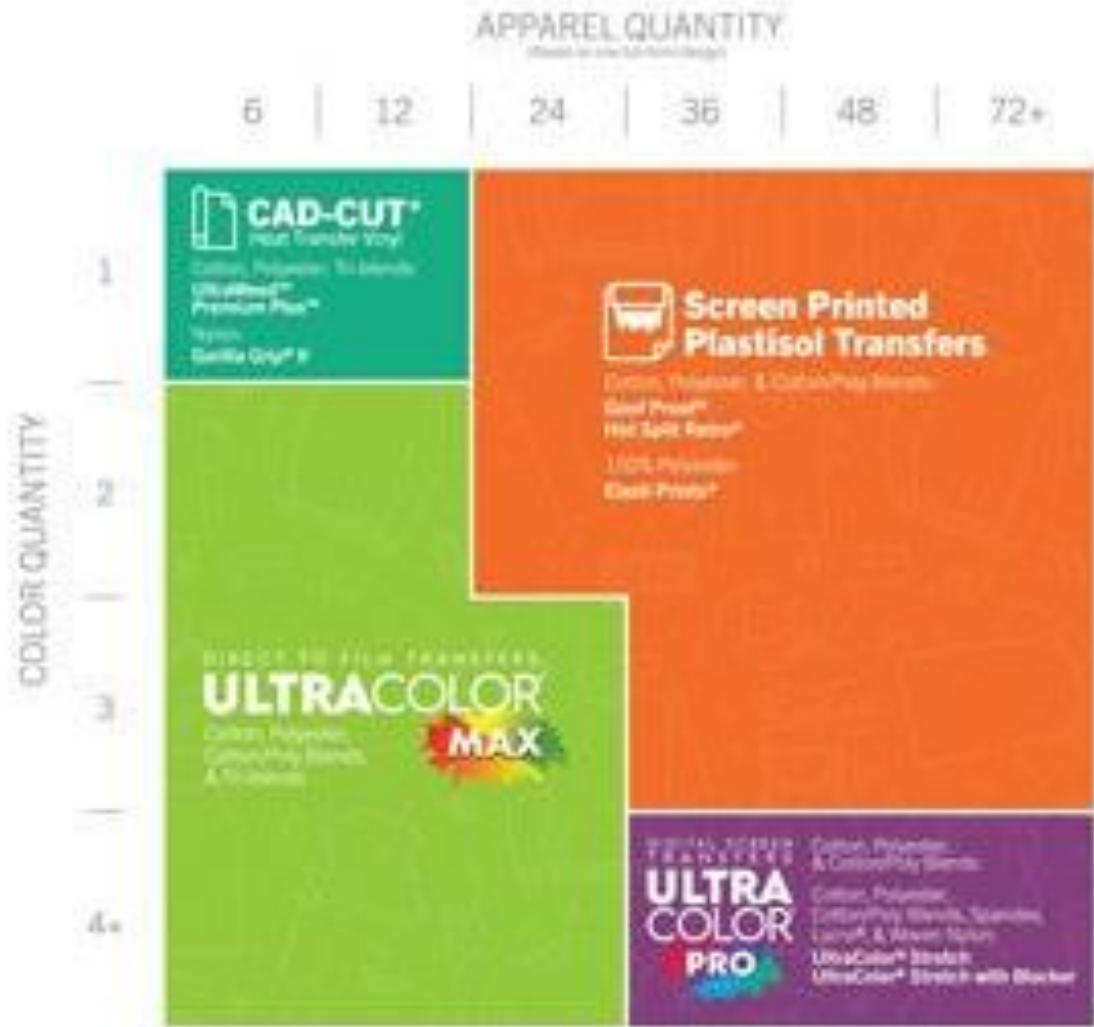 APPAREL QUANTITY
6 12 24 36 48 72+
COLOR QUANTITY
1
2
3
4+
CAD-CUT®
Heat Transfer Vinyl
Cotton, Polyester, Tri-blends
UltraWeed™
Premium Plus™
Nylon
Gorilla Grip® II
Screen Printed
Plastisol Transfers
Cotton, Polyester, & Cotton/Poly Blends
Goof Proof®
Hot Split Retro®
100% Polyester
Elasti Prints®
DIRECT TO FILM TRANSFERS
ULTRACOLOR
MAX
Cotton, Polyester,
Cotton/Poly Blends,
DIGITAL SCREEN
TRANSFERS
ULTRA
COLOR
PRO
Cotton, Polyester,
& Cotton/Poly Blends
Cotton, Polyester,
Cotton/Poly Blends, Spandex,
Lycra®, & Woven Nylon
UltraColor® Stretch
UltraColor® Stretch with Blocker